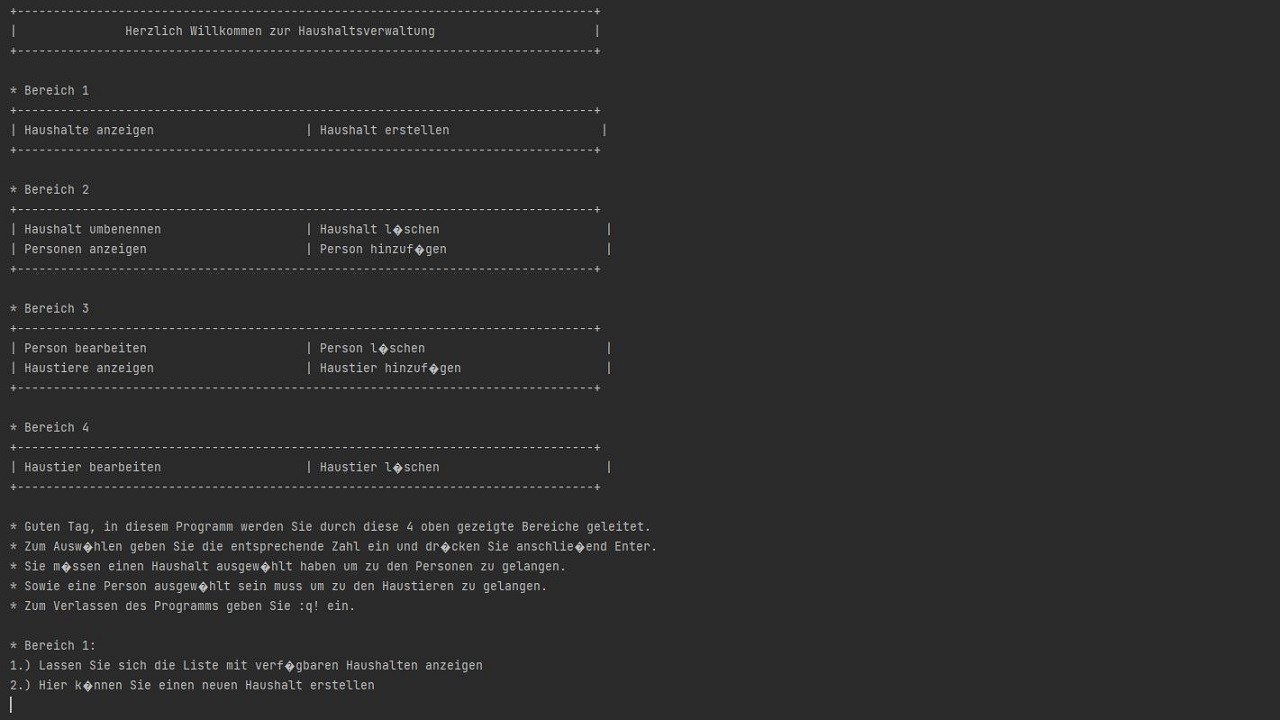 +--------------------------------------------------------------------------------+
|               Herzlich Willkommen zur Haushaltsverwaltung                      |
+--------------------------------------------------------------------------------+
* Bereich 1
+--------------------------------------------------------------------------------+
| Haushalte anzeigen                     | Haushalt erstellen                     |
+--------------------------------------------------------------------------------+
* Bereich 2
+--------------------------------------------------------------------------------+
| Haushalt umbenennen                    | Haushalt l�schen                       |
| Personen anzeigen                      | Person hinzuf�gen                      |
+--------------------------------------------------------------------------------+
* Bereich 3
+--------------------------------------------------------------------------------+
| Person bearbeiten                      | Person l�schen                         |
| Haustiere anzeigen                     | Haustier hinzuf�gen                    |
+--------------------------------------------------------------------------------+
* Bereich 4
+--------------------------------------------------------------------------------+
| Haustier bearbeiten                    | Haustier l�schen                       |
+--------------------------------------------------------------------------------+
* Guten Tag, in diesem Programm werden Sie durch diese 4 oben gezeigte Bereiche geleitet.
* Zum Ausw�hlen geben Sie die entsprechende Zahl ein und dr�cken Sie anschlie�end Enter.
* Sie m�ssen einen Haushalt ausgew�hlt haben um zu den Personen zu gelangen.
* Sowie eine Person ausgew�hlt sein muss um zu den Haustieren zu gelangen.
* Zum Verlassen des Programms geben Sie :q! ein.
* Bereich 1:
1.) Lassen Sie sich die Liste mit verf�gbaren Haushalten anzeigen
2.) Hier k�nnen Sie einen neuen Haushalt erstellen